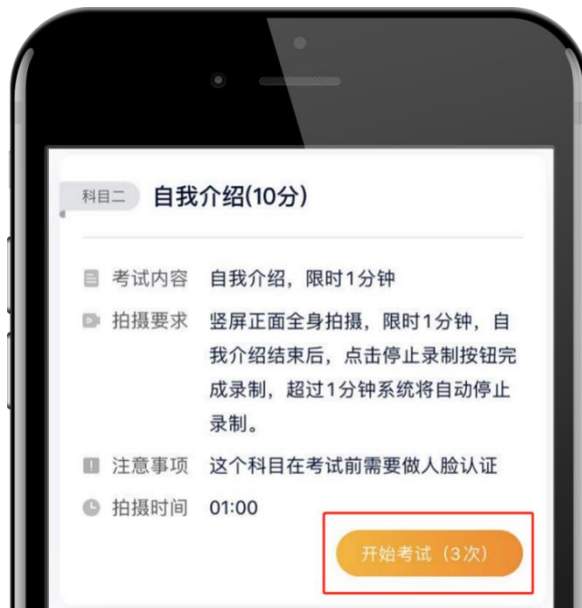 科目二 自我介绍(10分)
考试内容 自我介绍，限时1分钟
拍摄要求 竖屏正面全身拍摄，限时1分钟，自
我介绍结束后，点击停止录制按钮完
成录制，超过1分钟系统将自动停止
录制。
注意事项 这个科目在考试前需要做人脸认证
拍摄时间 01:00
开始考试（3次）